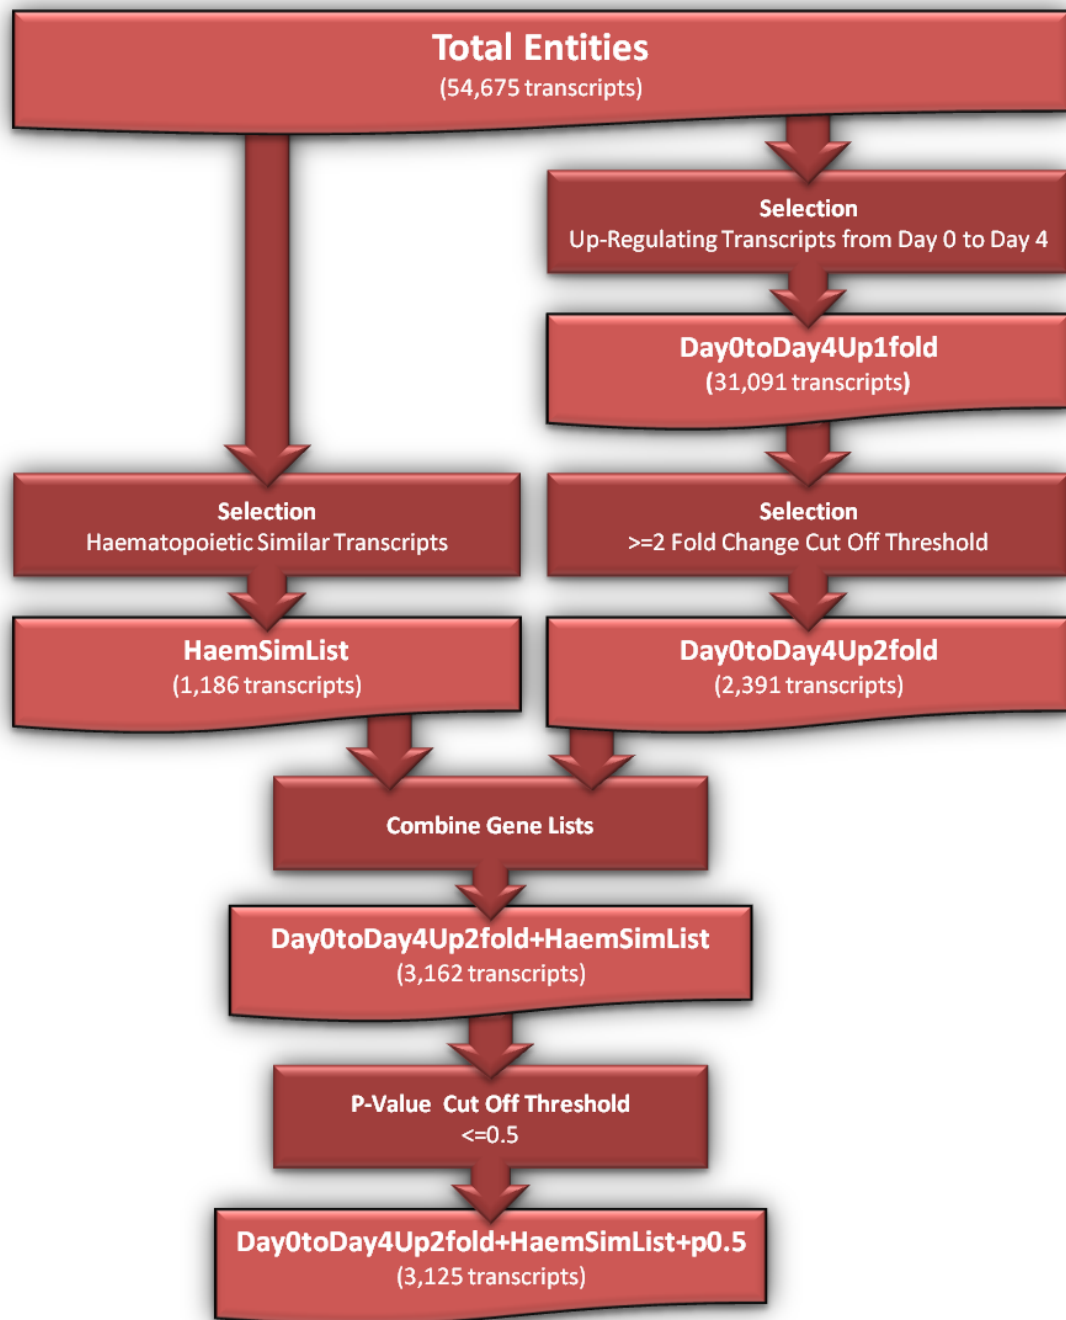 Total Entities
(54,675 transcripts)
Selection
Up-Regulating Transcripts from Day 0 to Day 4
Day0toDay4Up1fold
(31,091 transcripts)
Selection
Haematopoietic Similar Transcripts
Selection
>=2 Fold Change Cut Off Threshold
HaemSimList
(1,186 transcripts)
Day0toDay4Up2fold
(2,391 transcripts)
Combine Gene Lists
Day0toDay4Up2fold+HaemSimList
(3,162 transcripts)
P-Value Cut Off Threshold
<=0.5
Day0toDay4Up2fold+HaemSimList+p0.5
(3,125 transcripts)